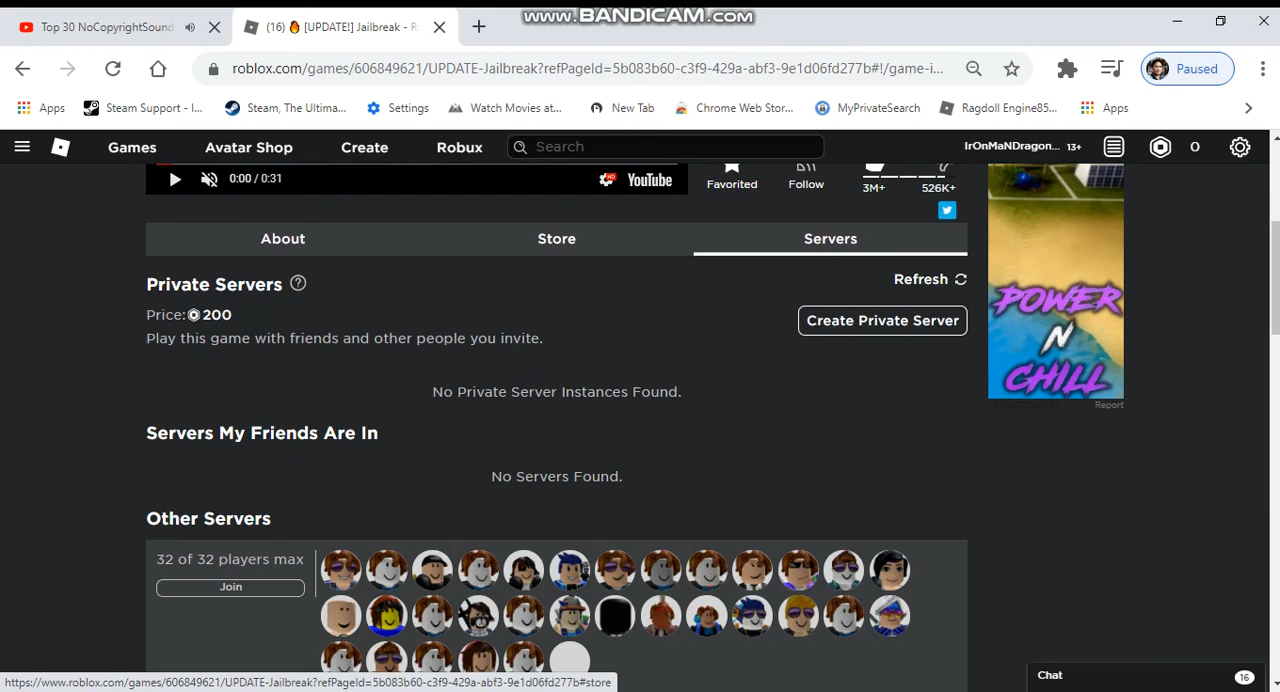 www.BANDICAM.com
Top 30 NoCopyrightSound
(16) 🔥 [UPDATE!] Jailbreak - R
roblox.com/games/606849621/UPDATE-Jailbreak?refPageId=5b083b60-c3f9-429a-abf3-9e1d06fd277b#!/game-i...
Paused
Apps Steam Support - I... Steam, The Ultima... Settings Watch Movies at... New Tab Chrome Web Stor... MyPrivateSearch Ragdoll Engine85... Apps
Games Avatar Shop Create Robux Search IrOnMaNDragon... 13+ 0
0:00 / 0:31 HD YouTube Favorited Follow 3M+ 526K+
About Store Servers
Private Servers ? Refresh
Price: 200
Create Private Server
Play this game with friends and other people you invite.
No Private Server Instances Found.
POWER
N
CHILL
Report
Servers My Friends Are In
No Servers Found.
Other Servers
32 of 32 players max
Join
https://www.roblox.com/games/606849621/UPDATE-Jailbreak?refPageId=5b083b60-c3f9-429a-abf3-9e1d06fd277b#store
Chat 16